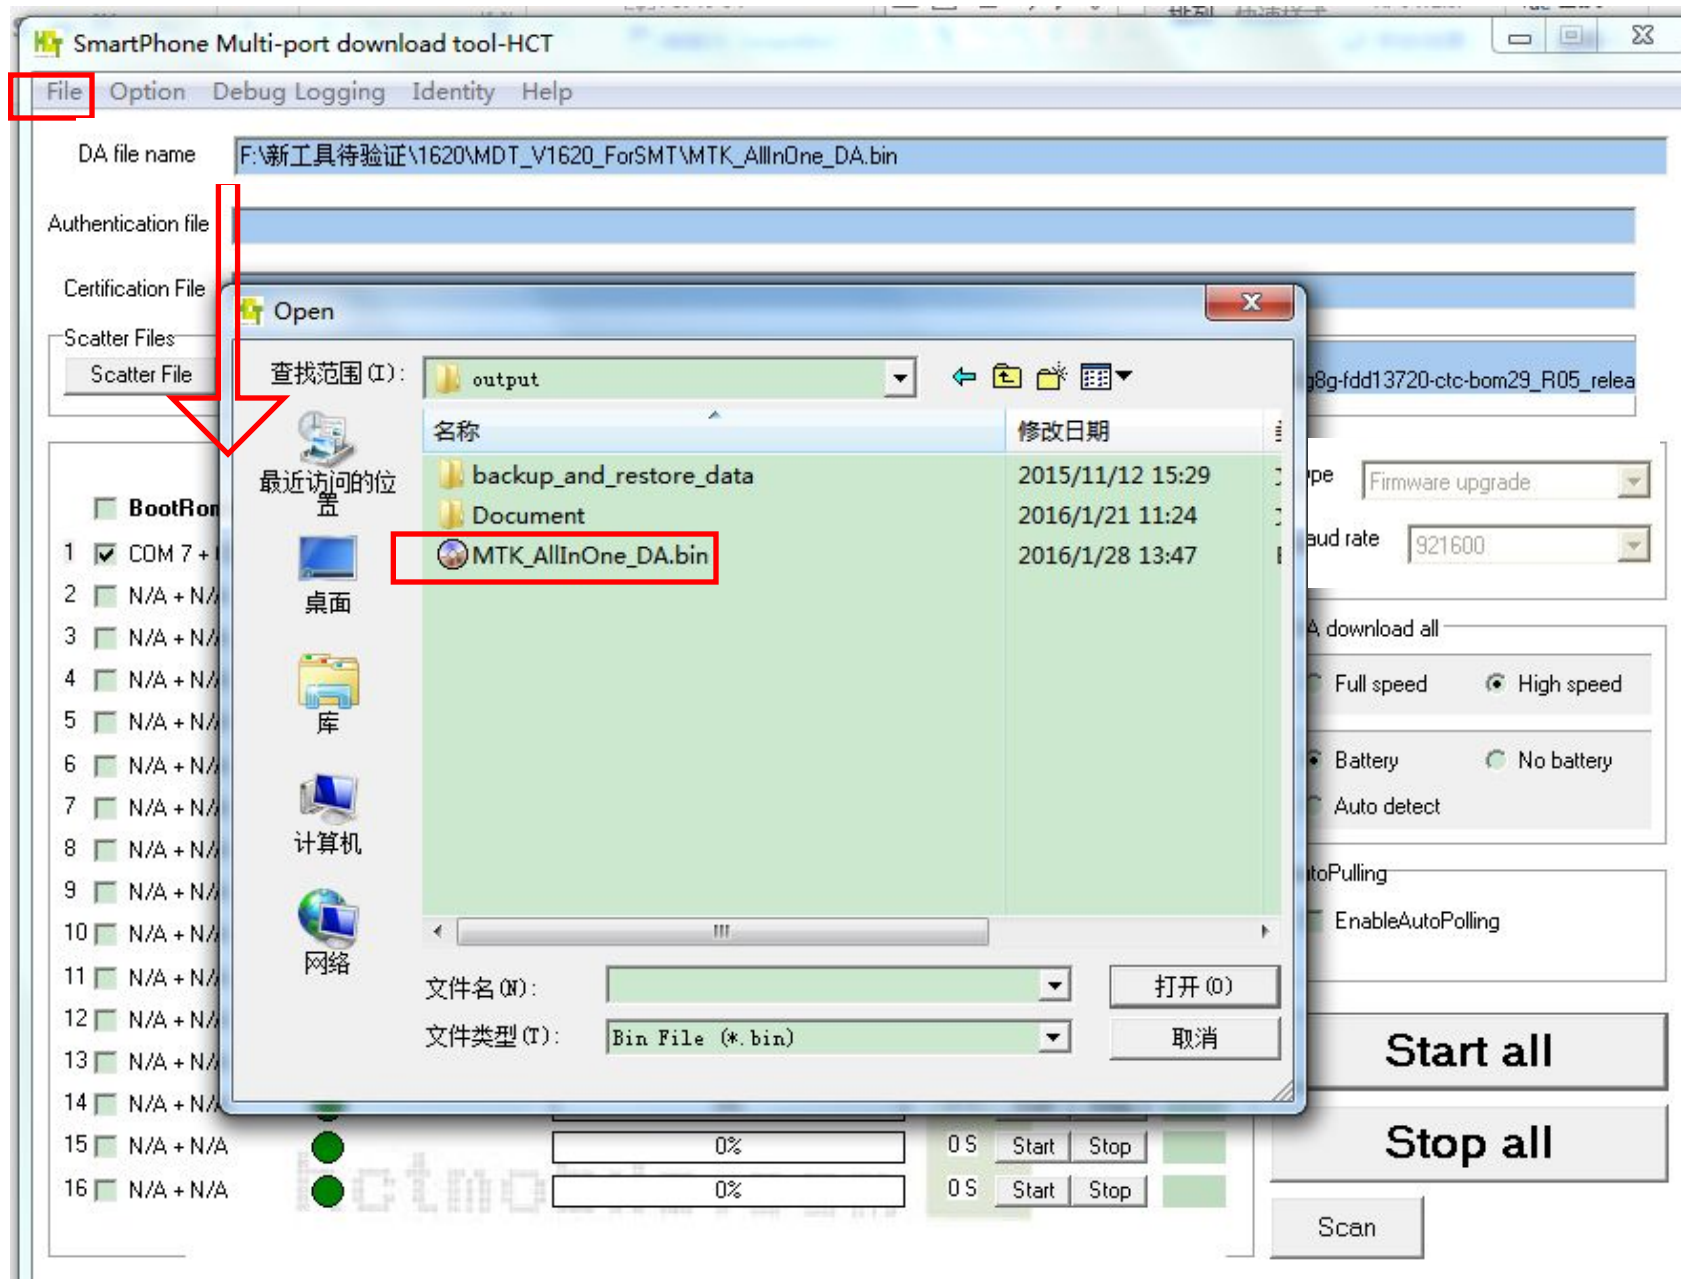 SmartPhone Multi-port download tool-HCT
File Option Debug Logging Identity Help
DA file name F:\新工具待验证\1620\MDT_V1620_ForSMT\MTK_AllInOne_DA.bin
Authentication file
Certification File
Open
Scatter Files
Scatter File
查找范围(I): output
g8g-fdd13720-ctc-bom29_R05_relea
名称 修改日期
最近访问的位置
backup_and_restore_data 2015/11/12 15:29
Document 2016/1/21 11:24
MTK_AllInOne_DA.bin 2016/1/28 13:47
桌面
库
计算机
网络
文件名(N): 打开(O)
文件类型(T): Bin File (*.bin) 取消
Firmware upgrade
aud rate 921600
download all
Full speed High speed
Battery No battery
Auto detect
toPulling
EnableAutoPolling
BootRom
1 COM 7 +
2 N/A + N/A
3 N/A + N/A
4 N/A + N/A
5 N/A + N/A
6 N/A + N/A
7 N/A + N/A
8 N/A + N/A
9 N/A + N/A
10 N/A + N/A
11 N/A + N/A
12 N/A + N/A
13 N/A + N/A
14 N/A + N/A
15 N/A + N/A 0% 0 S Start Stop
16 N/A + N/A 0% 0 S Start Stop
Start all
Stop all
Scan